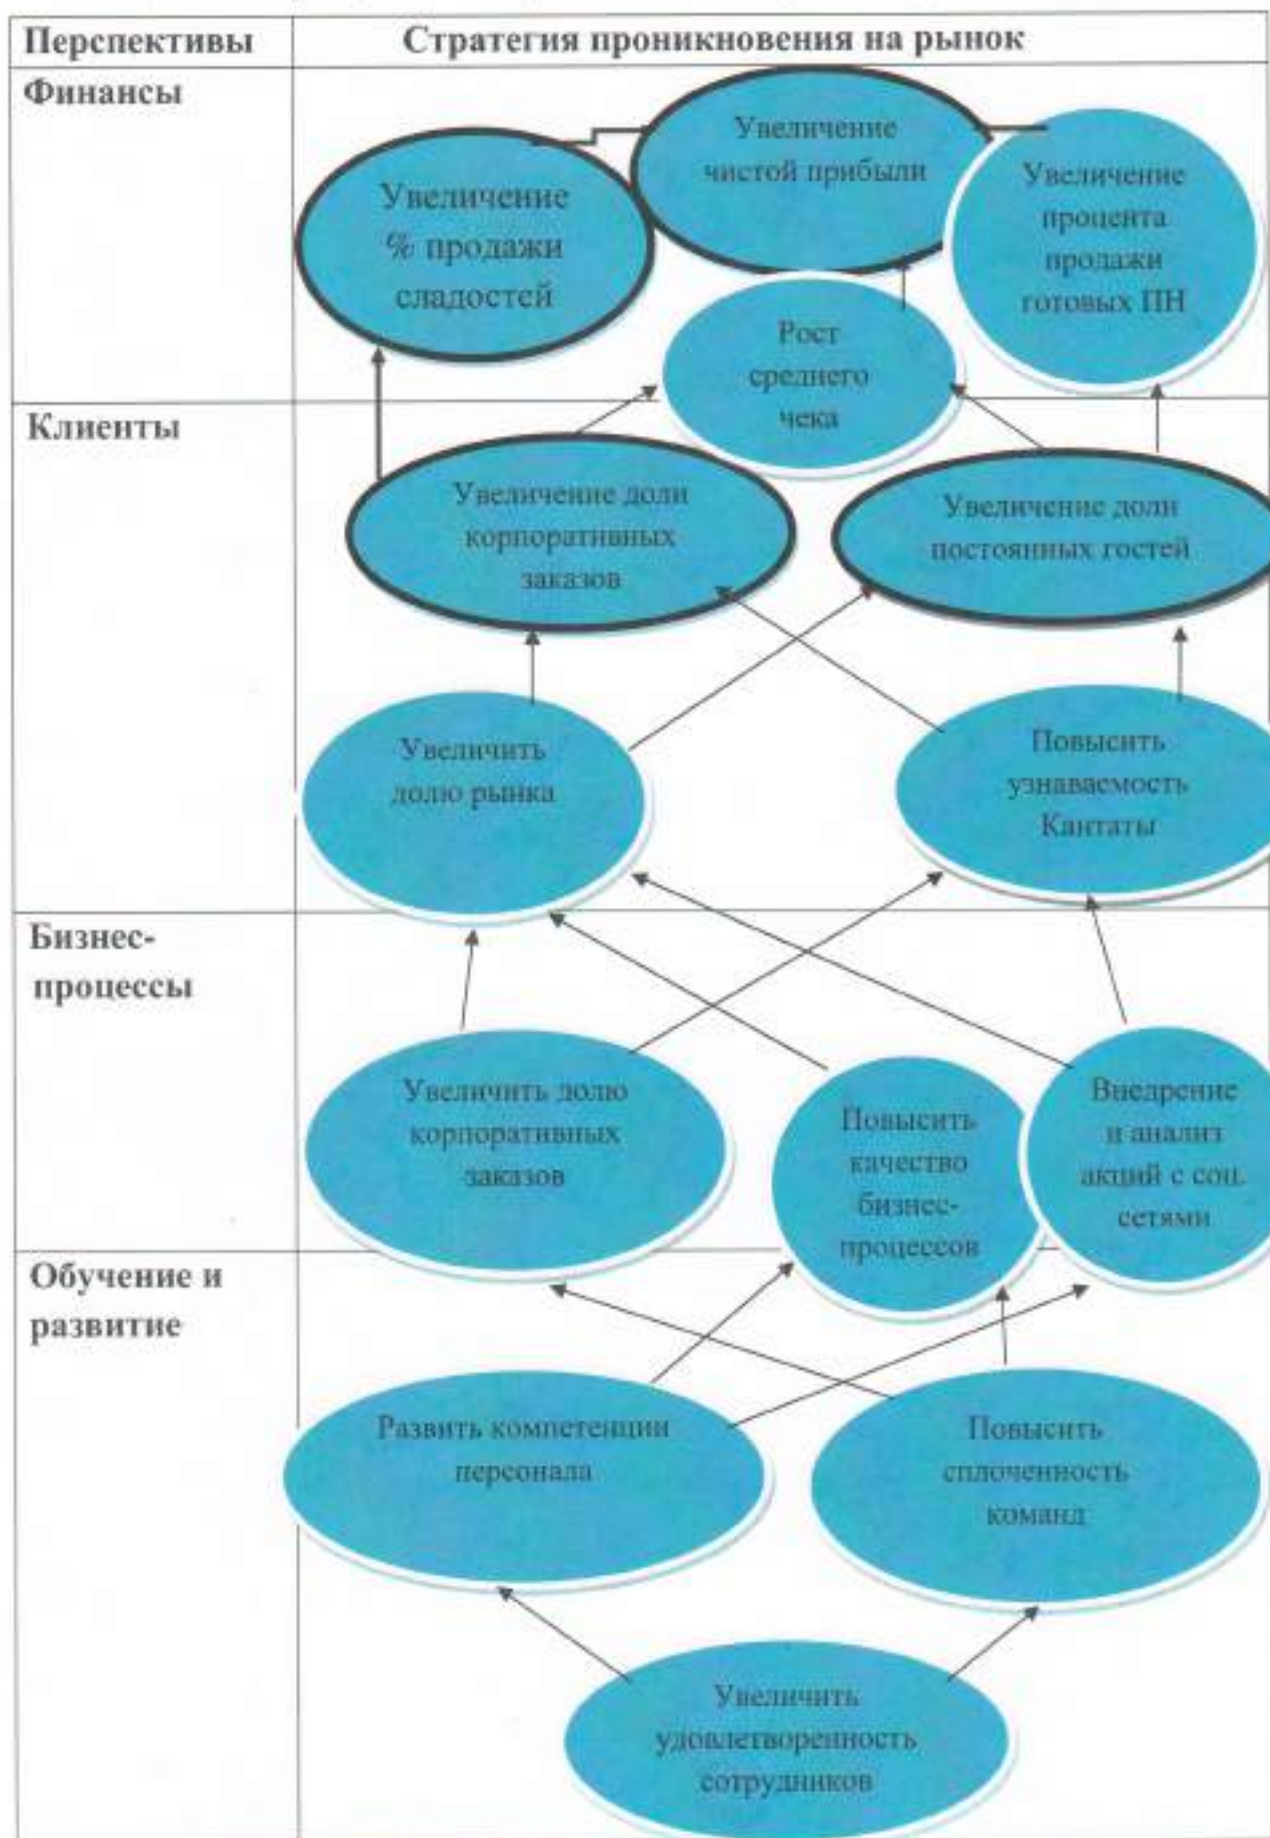 Перспективы
Стратегия проникновения на рынок
Финансы
Увеличение
чистой прибыли
Увеличение
% продажи
сладостей
Увеличение
процента
продажи
готовых ПН
Рост
среднего
чека
Клиенты
Увеличение доли
корпоративных
заказов
Увеличение доли
постоянных гостей
Увеличить
долю рынка
Повысить
узнаваемость
Кантаты
Бизнес-
процессы
Увеличить долю
корпоративных
заказов
Повысить
качество
бизнес-
процессов
Внедрение
и анализ
акций с соц.
сетями
Обучение и
развитие
Развить компетенции
персонала
Повысить
сплоченность
команд
Увеличить
удовлетворенность
сотрудников